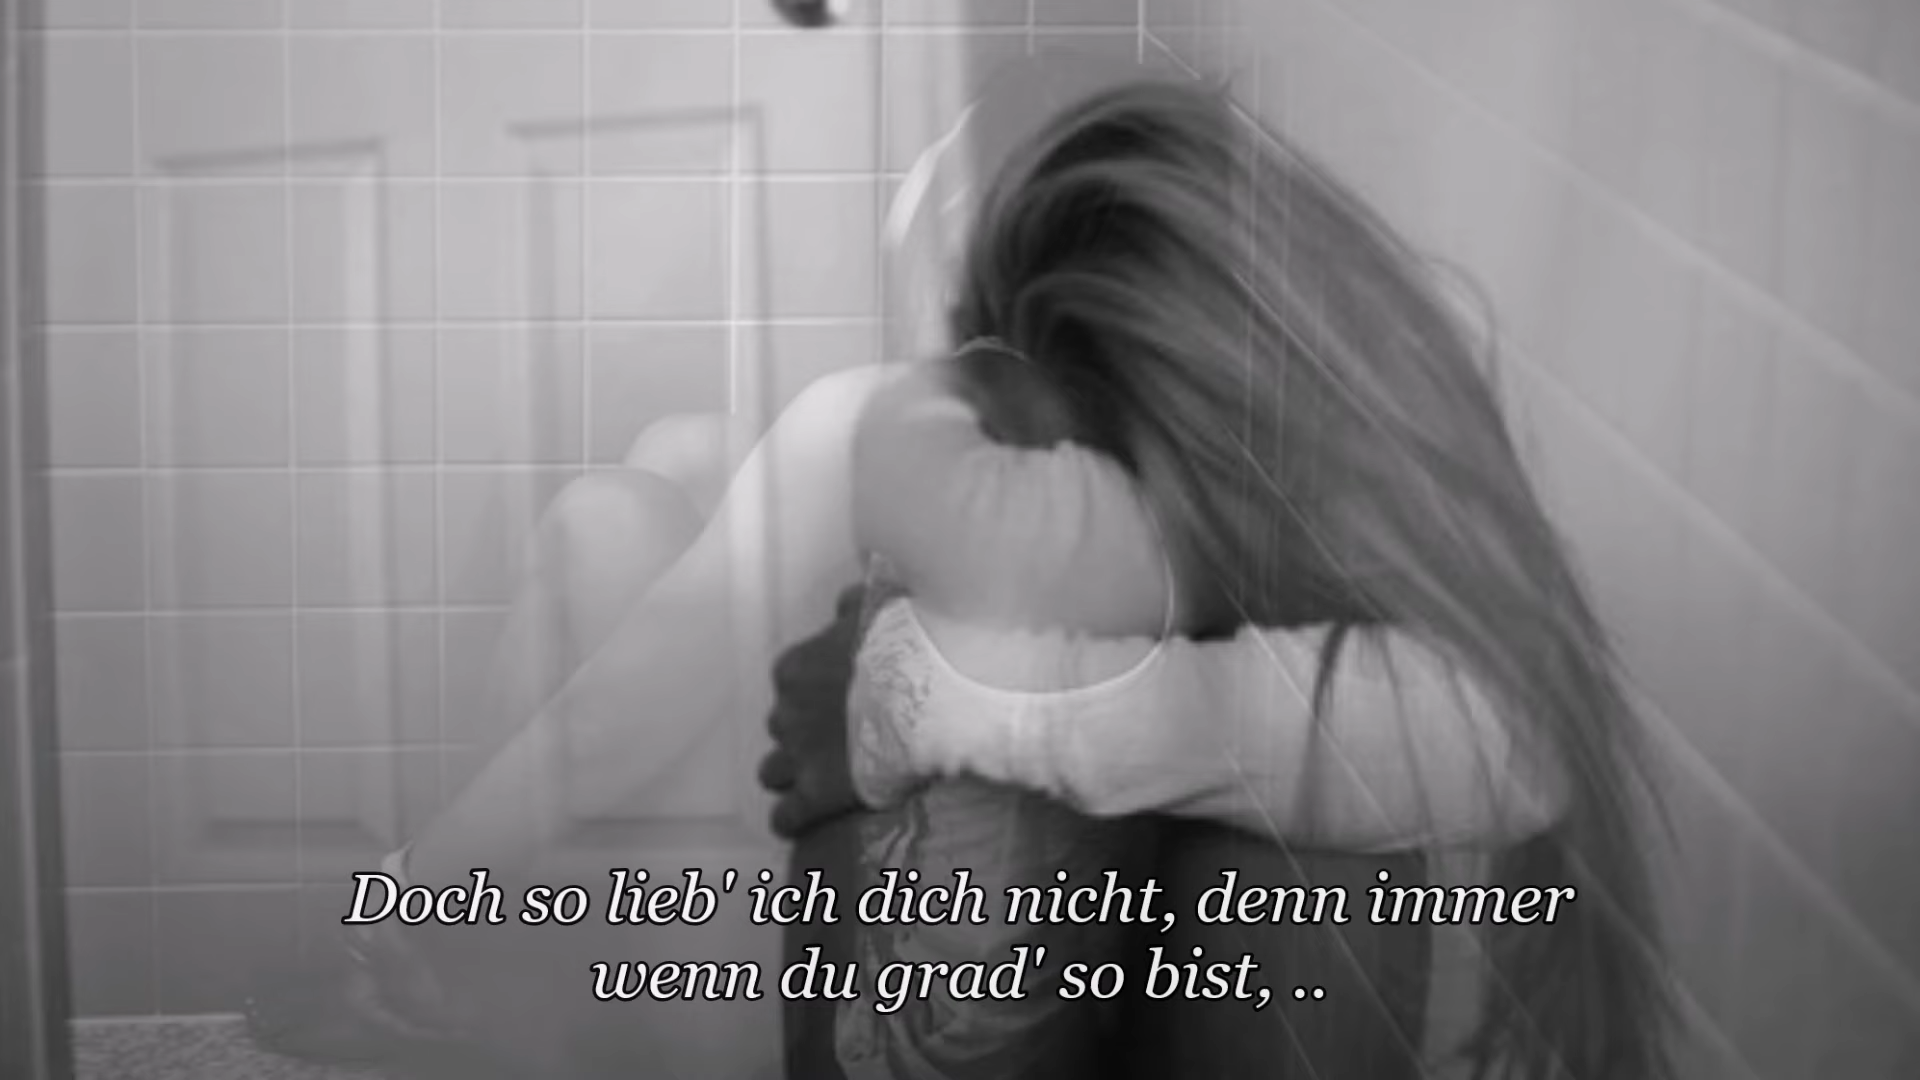 Doch so lieb' ich dich nicht, denn immer
wenn du grad' so bist, ..